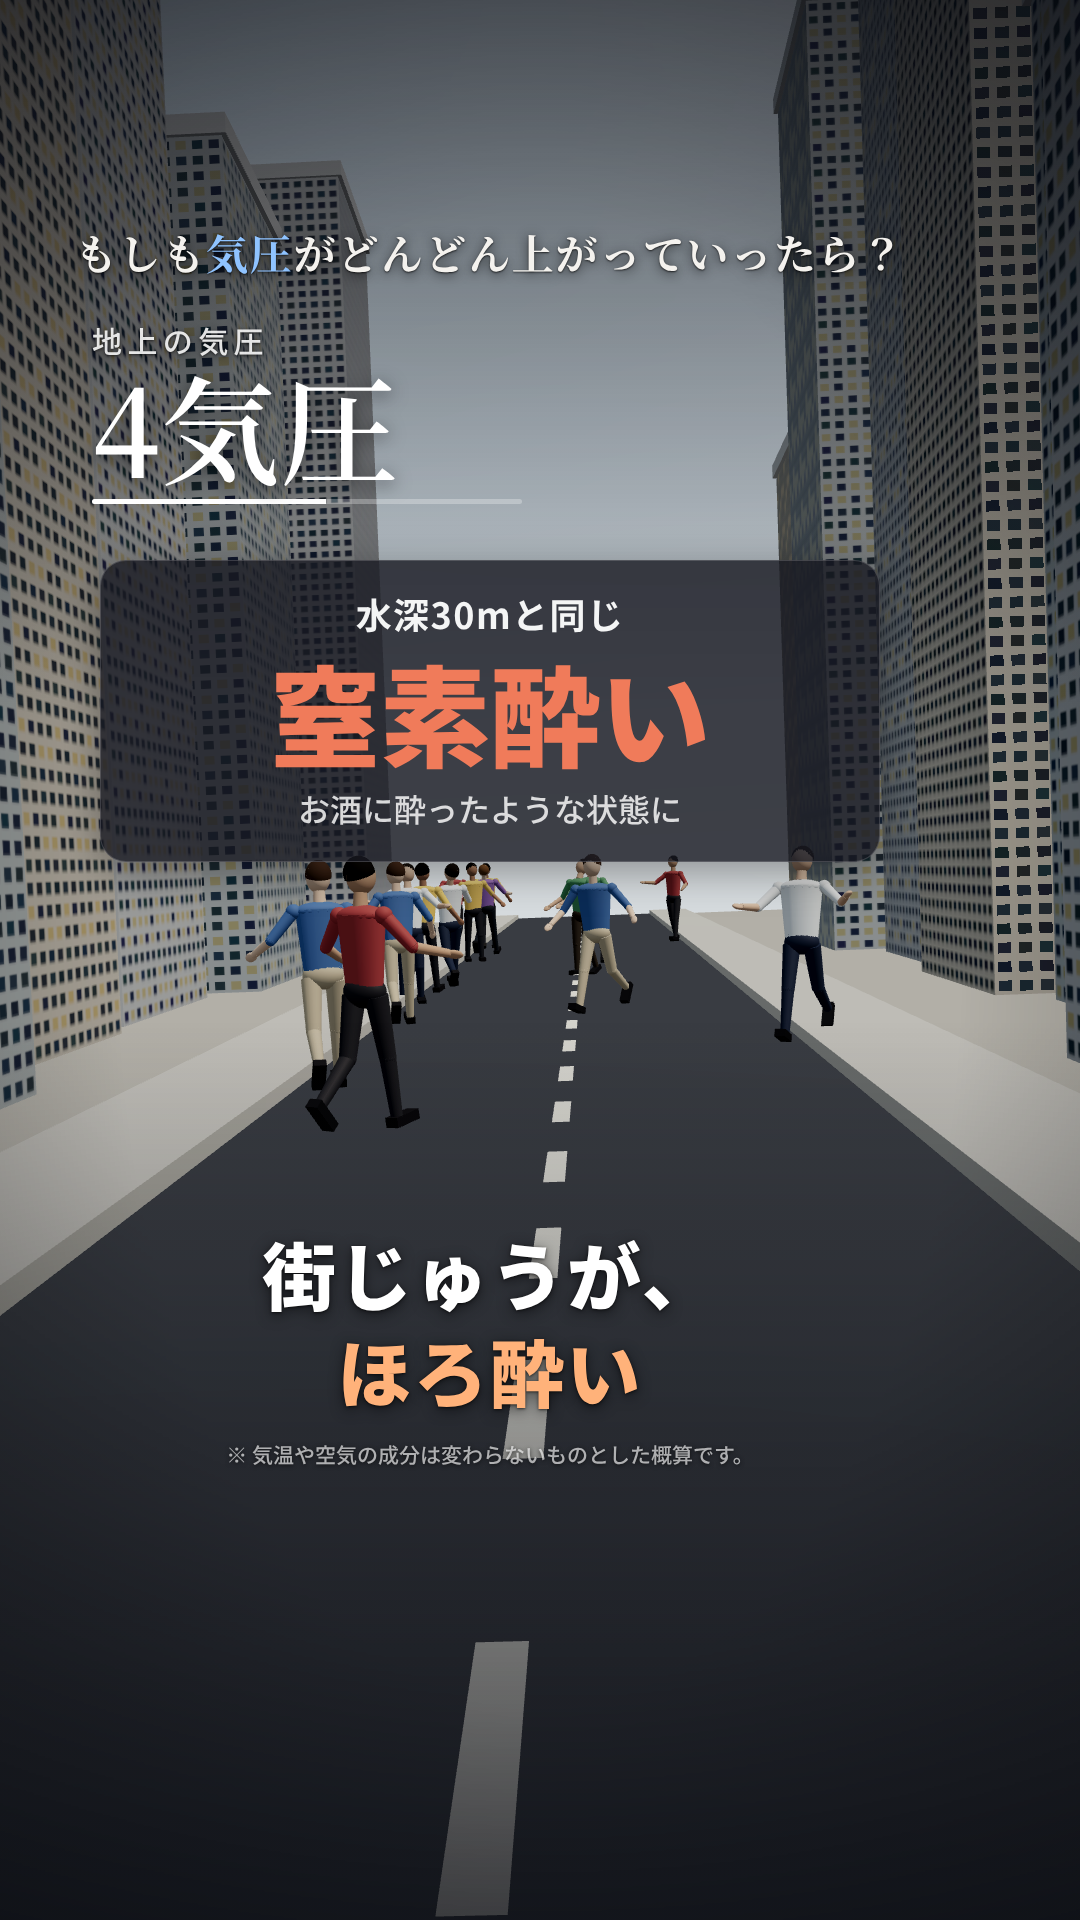 もしも気圧がどんどん上がっていったら？
地上の気圧
4気圧
水深30mと同じ
窒素酔い
お酒に酔ったような状態に
街じゅうが、
ほろ酔い
※ 気温や空気の成分は変わらないものとした概算です。